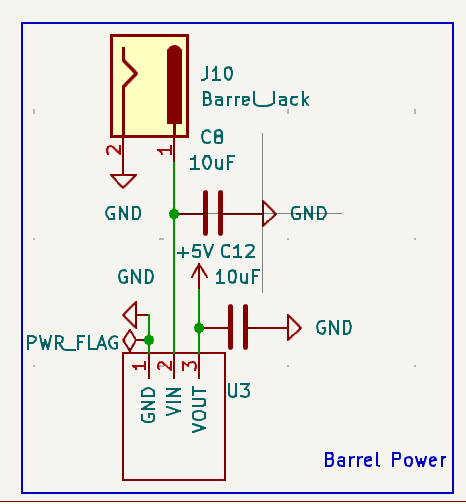 J10
Barrel_Jack
2
1
C8
10uF
GND
GND
+5V
C12
10uF
GND
GND
PWR_FLAG
1
2
3
GND
VIN
VOUT
U3
Barrel Power